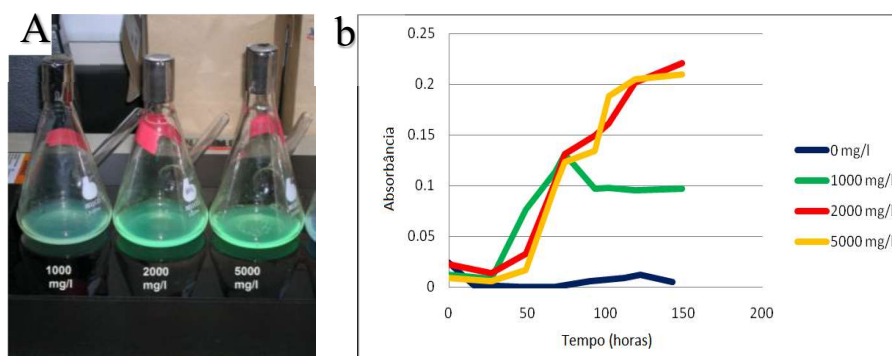 A
1000
mg/l
2000
mg/l
5000
mg/l
b
0.25
0.2
0.15
0.1
0.05
0
0
50
100
150
200
Absorbância
Tempo (horas)
0 mg/l
1000 mg/l
2000 mg/l
5000 mg/l